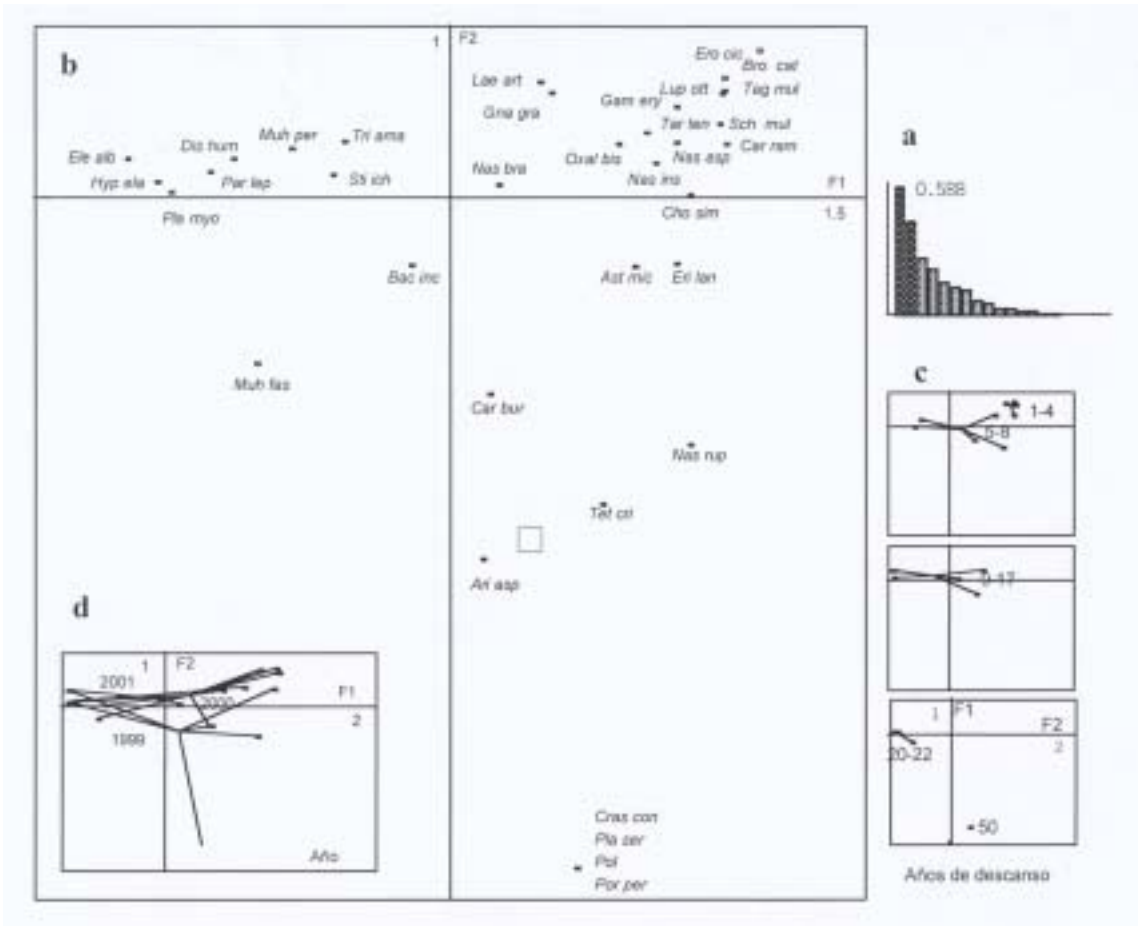 b
1
F2
Ero cic
Bro cat
Lae art
Lup ott
Tag mul
Gna gra
Gam ery
Muh per
Tri ama
Tar ten
Sch mul
Dis hum
Car ram
Ele alb
Oxal bis
Nas asp
Nas bra
Hyp ela
Par lep
Sti ich
Nas ins
F1
Pla myo
Cho sim
1.5
Bac inc
Ast mic
Eri lan
Muh fas
Car bur
Nas rup
Tet cri
Ari asp
Cras con
Pla ser
Pol
Por per
a
0.588
c
1-4
5-8
9-17
1
F1
F2
2
20-22
50
Años de descanso
d
1
F2
2001
F1
2000
2
1999
Año